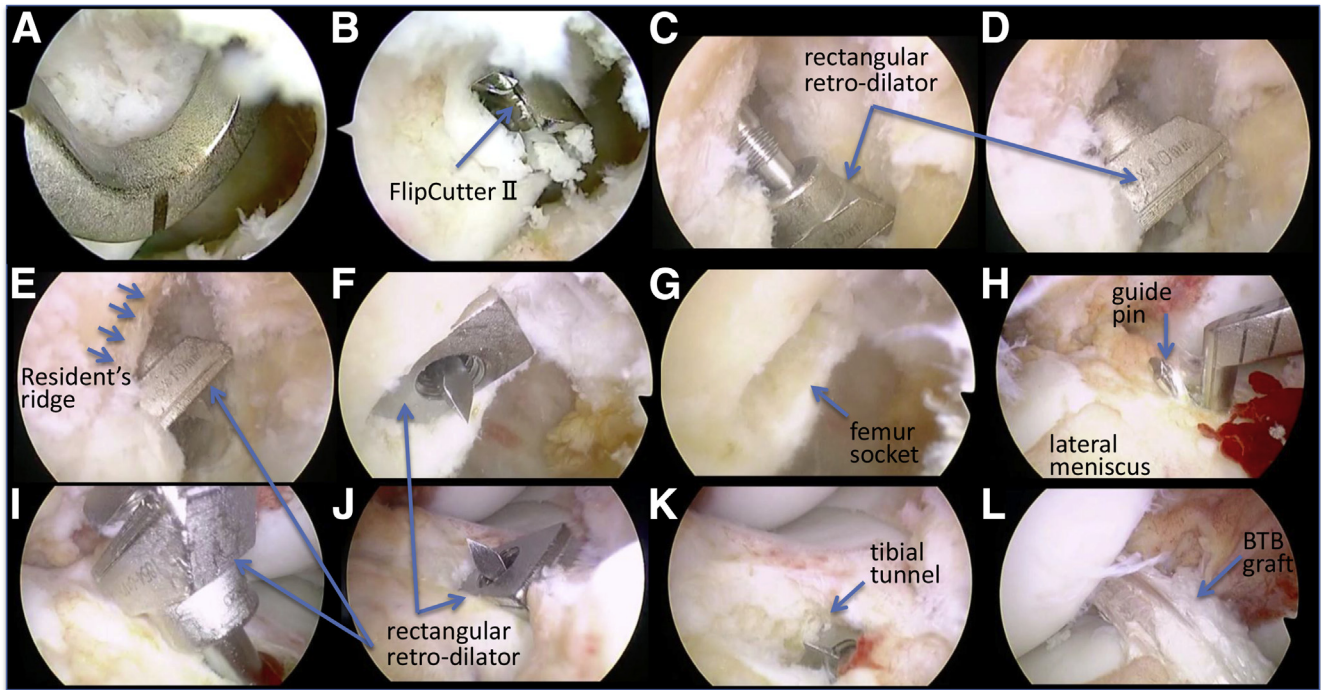 A
B
C
D
rectangular
retro-dilator
FlipCutter Ⅱ
E
F
G
H
guide
pin
Resident's
ridge
femur
socket
lateral
meniscus
I
J
K
L
tibial
tunnel
BTB
graft
rectangular
retro-dilator